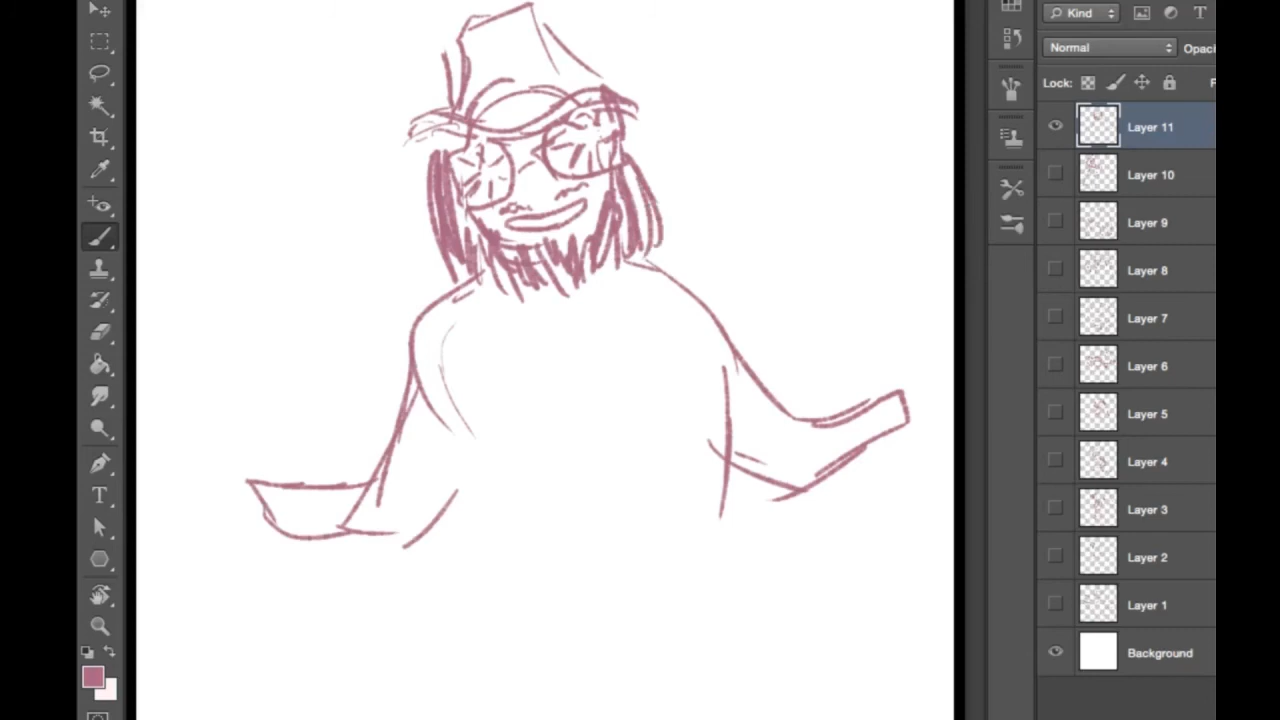 Kind
T
Normal
Opaci
Lock:
F
Layer 11
Layer 10
Layer 9
Layer 8
Layer 7
Layer 6
Layer 5
Layer 4
Layer 3
Layer 2
Layer 1
Background